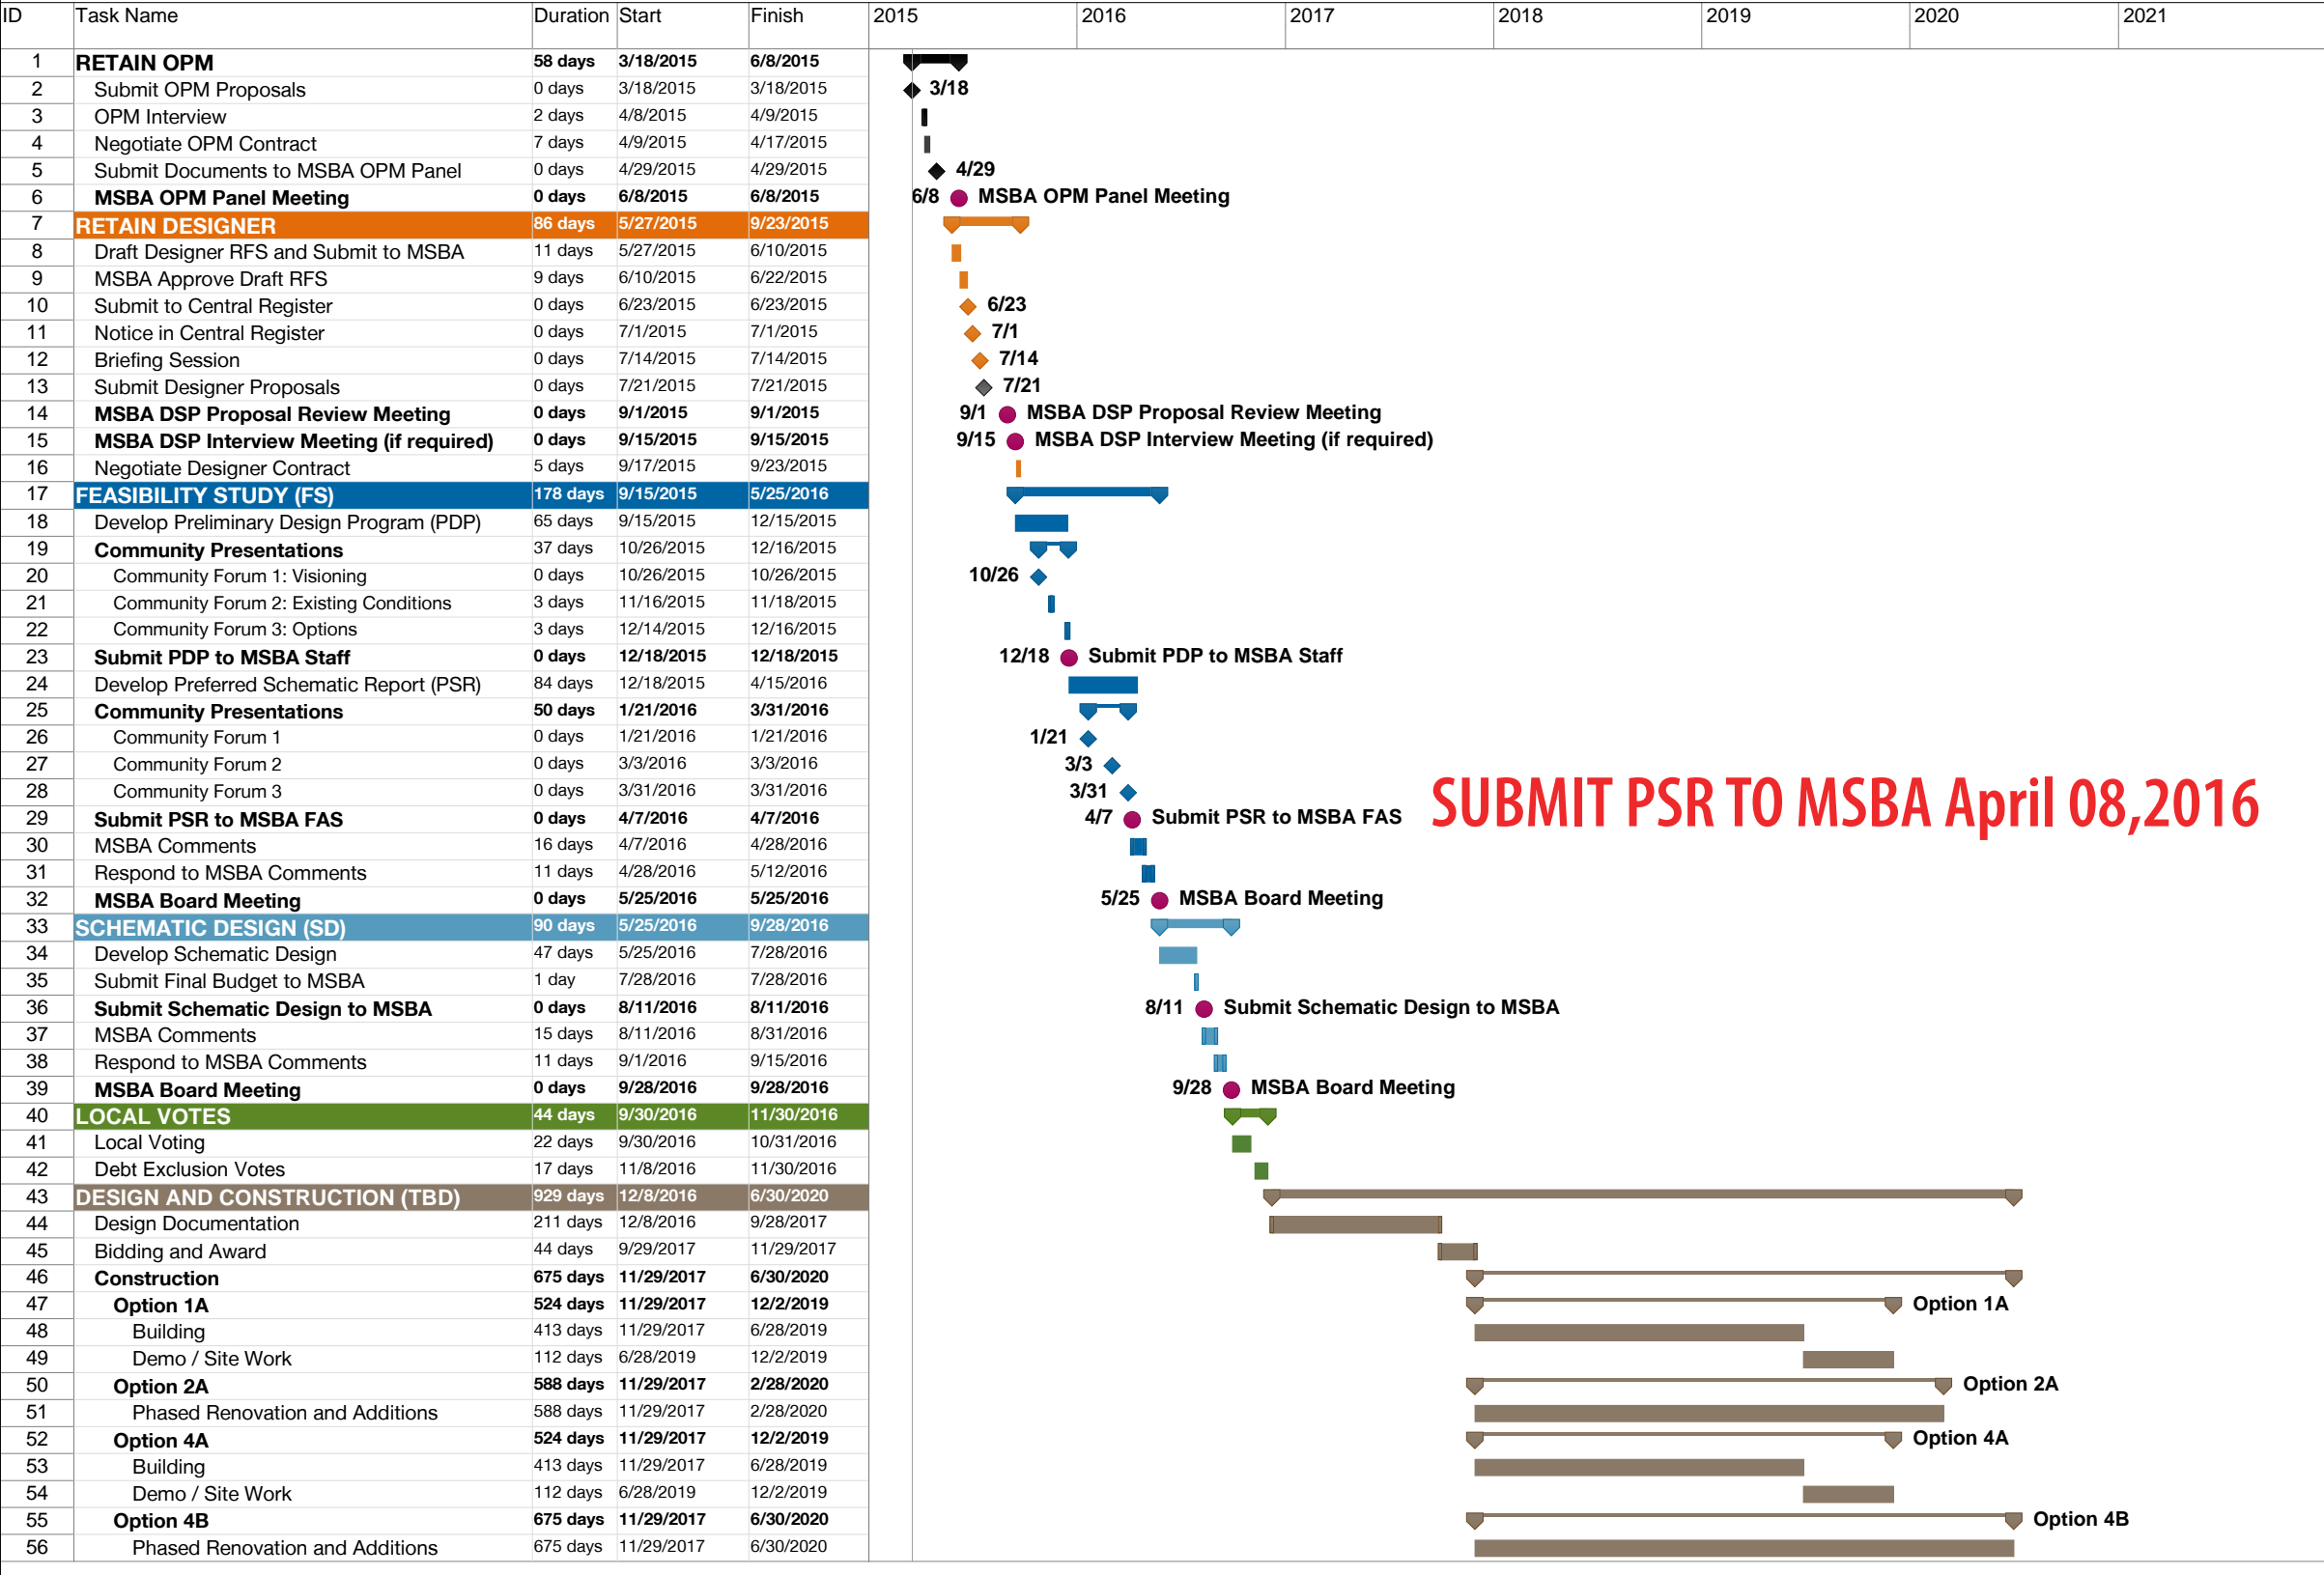 ID Task Name Duration Start Finish 2015 2016 2017 2018 2019 2020 2021
1 RETAIN OPM 58 days 3/18/2015 6/8/2015
2 Submit OPM Proposals 0 days 3/18/2015 3/18/2015 3/18
3 OPM Interview 2 days 4/8/2015 4/9/2015
4 Negotiate OPM Contract 7 days 4/9/2015 4/17/2015
5 Submit Documents to MSBA OPM Panel 0 days 4/29/2015 4/29/2015 4/29
6 MSBA OPM Panel Meeting 0 days 6/8/2015 6/8/2015 6/8 MSBA OPM Panel Meeting
7 RETAIN DESIGNER 86 days 5/27/2015 9/23/2015
8 Draft Designer RFS and Submit to MSBA 11 days 5/27/2015 6/10/2015
9 MSBA Approve Draft RFS 9 days 6/10/2015 6/22/2015
10 Submit to Central Register 0 days 6/23/2015 6/23/2015 6/23
11 Notice in Central Register 0 days 7/1/2015 7/1/2015 7/1
12 Briefing Session 0 days 7/14/2015 7/14/2015 7/14
13 Submit Designer Proposals 0 days 7/21/2015 7/21/2015 7/21
14 MSBA DSP Proposal Review Meeting 0 days 9/1/2015 9/1/2015 9/1 MSBA DSP Proposal Review Meeting
15 MSBA DSP Interview Meeting (if required) 0 days 9/15/2015 9/15/2015 9/15 MSBA DSP Interview Meeting (if required)
16 Negotiate Designer Contract 5 days 9/17/2015 9/23/2015
17 FEASIBILITY STUDY (FS) 178 days 9/15/2015 5/25/2016
18 Develop Preliminary Design Program (PDP) 65 days 9/15/2015 12/15/2015
19 Community Presentations 37 days 10/26/2015 12/16/2015
20 Community Forum 1: Visioning 0 days 10/26/2015 10/26/2015 10/26
21 Community Forum 2: Existing Conditions 3 days 11/16/2015 11/18/2015
22 Community Forum 3: Options 3 days 12/14/2015 12/16/2015
23 Submit PDP to MSBA Staff 0 days 12/18/2015 12/18/2015 12/18 Submit PDP to MSBA Staff
24 Develop Preferred Schematic Report (PSR) 84 days 12/18/2015 4/15/2016
25 Community Presentations 50 days 1/21/2016 3/31/2016
26 Community Forum 1 0 days 1/21/2016 1/21/2016 1/21
27 Community Forum 2 0 days 3/3/2016 3/3/2016 3/3
28 Community Forum 3 0 days 3/31/2016 3/31/2016 3/31
SUBMIT PSR TO MSBA April 08,2016
29 Submit PSR to MSBA FAS 0 days 4/7/2016 4/7/2016 4/7 Submit PSR to MSBA FAS
30 MSBA Comments 16 days 4/7/2016 4/28/2016
31 Respond to MSBA Comments 11 days 4/28/2016 5/12/2016
32 MSBA Board Meeting 0 days 5/25/2016 5/25/2016 5/25 MSBA Board Meeting
33 SCHEMATIC DESIGN (SD) 90 days 5/25/2016 9/28/2016
34 Develop Schematic Design 47 days 5/25/2016 7/28/2016
35 Submit Final Budget to MSBA 1 day 7/28/2016 7/28/2016
36 Submit Schematic Design to MSBA 0 days 8/11/2016 8/11/2016 8/11 Submit Schematic Design to MSBA
37 MSBA Comments 15 days 8/11/2016 8/31/2016
38 Respond to MSBA Comments 11 days 9/1/2016 9/15/2016
39 MSBA Board Meeting 0 days 9/28/2016 9/28/2016 9/28 MSBA Board Meeting
40 LOCAL VOTES 44 days 9/30/2016 11/30/2016
41 Local Voting 22 days 9/30/2016 10/31/2016
42 Debt Exclusion Votes 17 days 11/8/2016 11/30/2016
43 DESIGN AND CONSTRUCTION (TBD) 929 days 12/8/2016 6/30/2020
44 Design Documentation 211 days 12/8/2016 9/28/2017
45 Bidding and Award 44 days 9/29/2017 11/29/2017
46 Construction 675 days 11/29/2017 6/30/2020
47 Option 1A 524 days 11/29/2017 12/2/2019 Option 1A
48 Building 413 days 11/29/2017 6/28/2019
49 Demo / Site Work 112 days 6/28/2019 12/2/2019
50 Option 2A 588 days 11/29/2017 2/28/2020 Option 2A
51 Phased Renovation and Additions 588 days 11/29/2017 2/28/2020
52 Option 4A 524 days 11/29/2017 12/2/2019 Option 4A
53 Building 413 days 11/29/2017 6/28/2019
54 Demo / Site Work 112 days 6/28/2019 12/2/2019
55 Option 4B 675 days 11/29/2017 6/30/2020 Option 4B
56 Phased Renovation and Additions 675 days 11/29/2017 6/30/2020